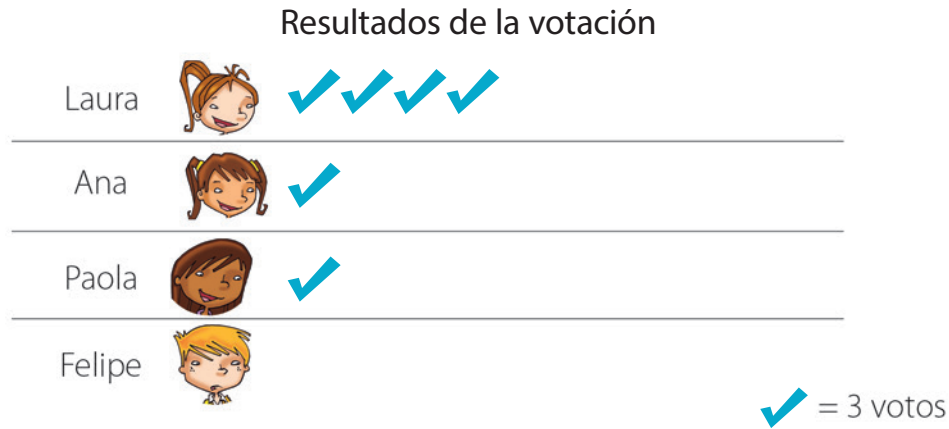 Resultados de la votación
Laura
Ana
Paola
Felipe
= 3 votos